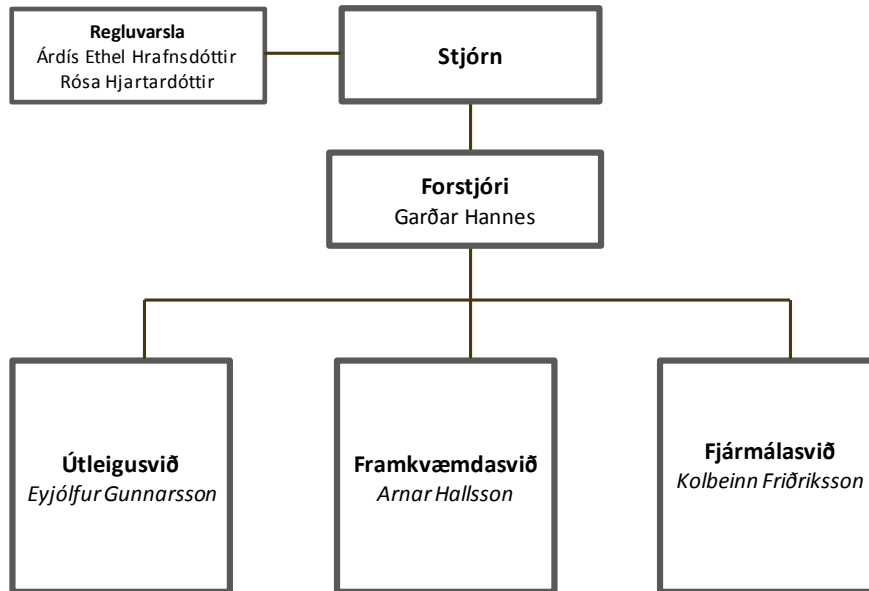 Regluvarsla
Árdís Ethel Hrafnsdóttir
Rósa Hjartardóttir
Stjórn
Forstjóri
Garðar Hannes
Útleigusvið
Eyjólfur Gunnarsson
Framkvæmdasvið
Arnar Hallsson
Fjármálasvið
Kolbeinn Friðriksson